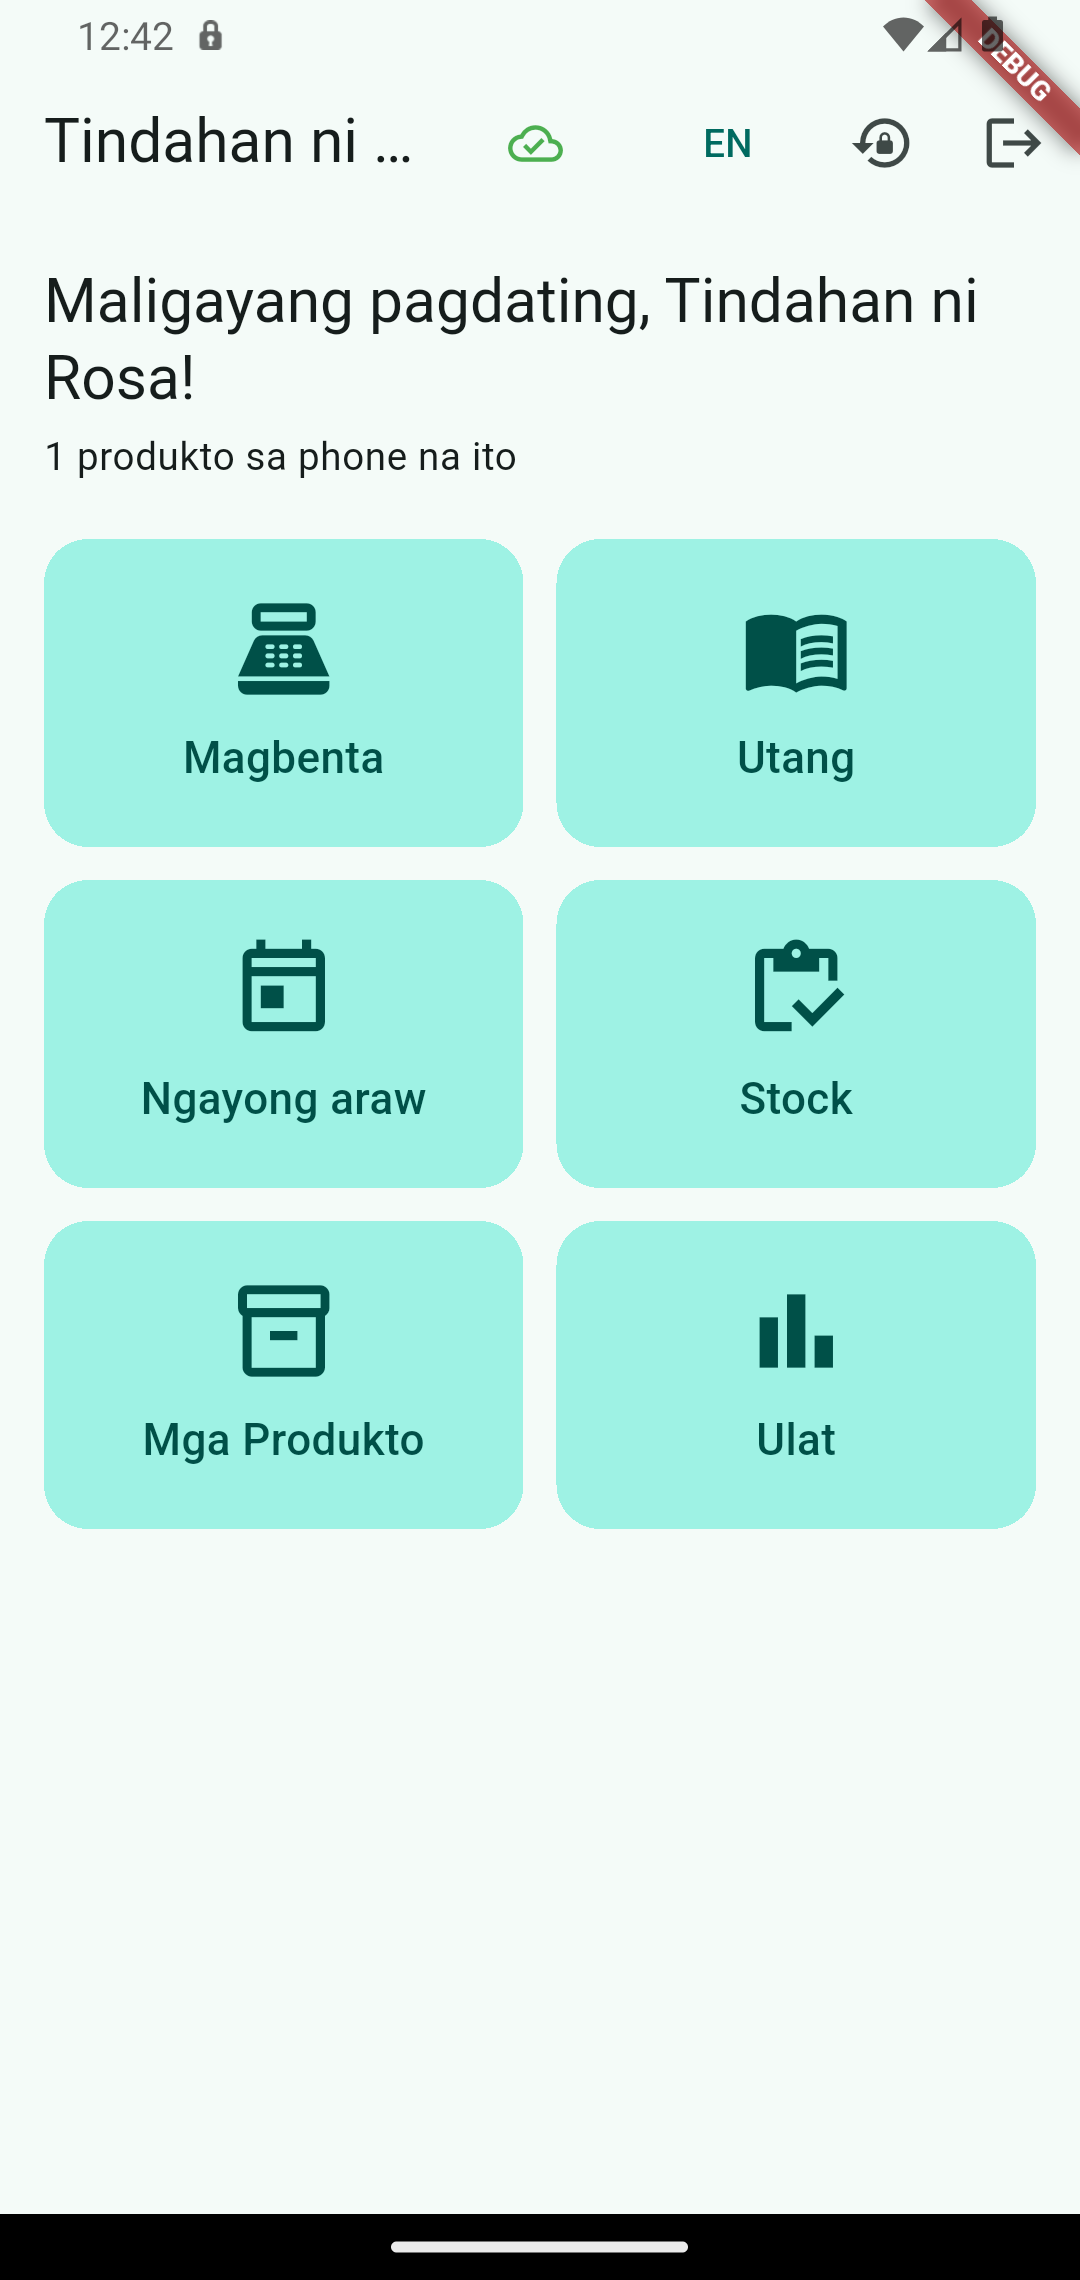 12:42
DEBUG
Tindahan ni ...
EN
Maligayang pagdating, Tindahan ni
Rosa!
1 produkto sa phone na ito
Magbenta
Utang
Ngayong araw
Stock
Mga Produkto
Ulat